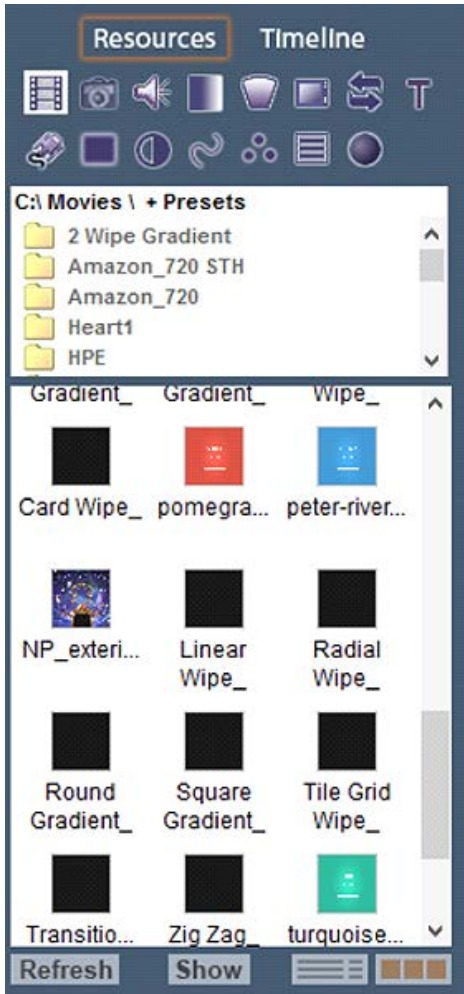 Resources Timeline
T
C:\ Movies \ + Presets
2 Wipe Gradient
Amazon_720 STH
Amazon_720
Heart1
HPE
Gradient_ Gradient_ Wipe_
Card Wipe_ pomegra... peter-river...
NP_exteri... Linear Radial
Wipe_ Wipe_
Round Square Tile Grid
Gradient_ Gradient_ Wipe_
Transitio... Zig Zag_ turquoise...
Refresh Show